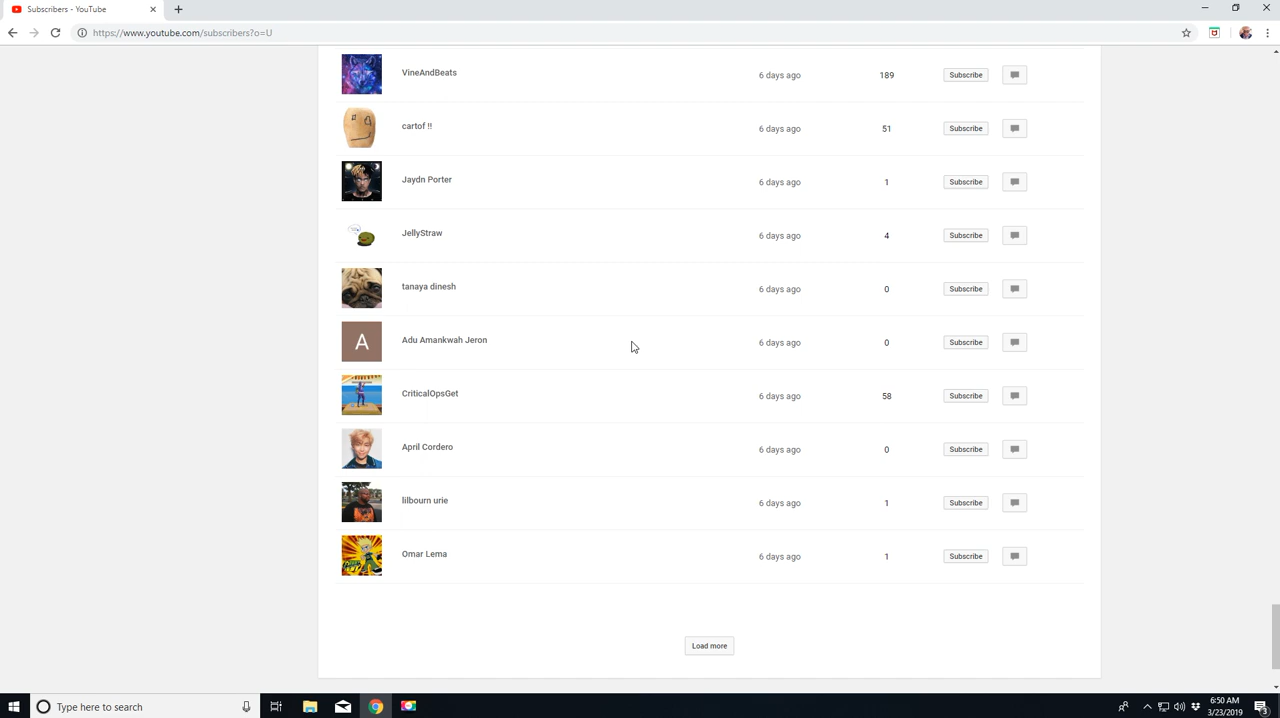 Subscribers - YouTube
https://www.youtube.com/subscribers?o=U
VineAndBeats 6 days ago 189 Subscribe
cartof !! 6 days ago 51 Subscribe
Jaydn Porter 6 days ago 1 Subscribe
JellyStraw 6 days ago 4 Subscribe
tanaya dinesh 6 days ago 0 Subscribe
A Adu Amankwah Jeron 6 days ago 0 Subscribe
CriticalOpsGet 6 days ago 58 Subscribe
April Cordero 6 days ago 0 Subscribe
lilbourn urie 6 days ago 1 Subscribe
Omar Lema 6 days ago 1 Subscribe
Load more
Type here to search
6:50 AM
3/23/2019